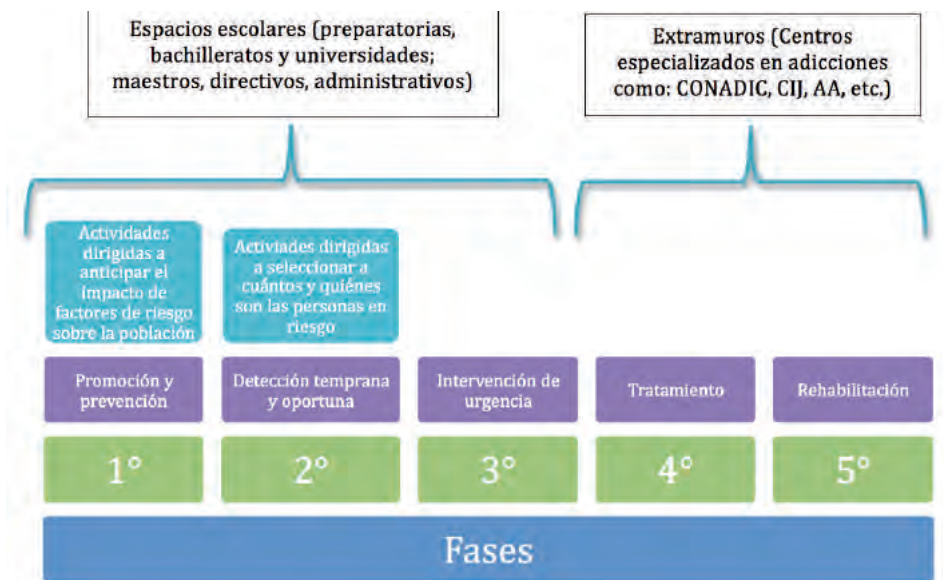 Espacios escolares (preparatorias,
bachilleratos y universidades;
maestros, directivos, administrativos)
Extramuros (Centros
especializados en adicciones
como: CONADIC, CIJ, AA, etc.)
Actividades
dirigidas a
anticipar el
impacto de
factores de riesgo
sobre la población
Activiades dirigidas
a seleccionar a
cuántos y quiénes
son las personas en
riesgo
Promoción y
prevención
Detección temprana
y oportuna
Intervención de
urgencia
Tratamiento
Rehabilitación
1°
2°
3°
4°
5°
Fases